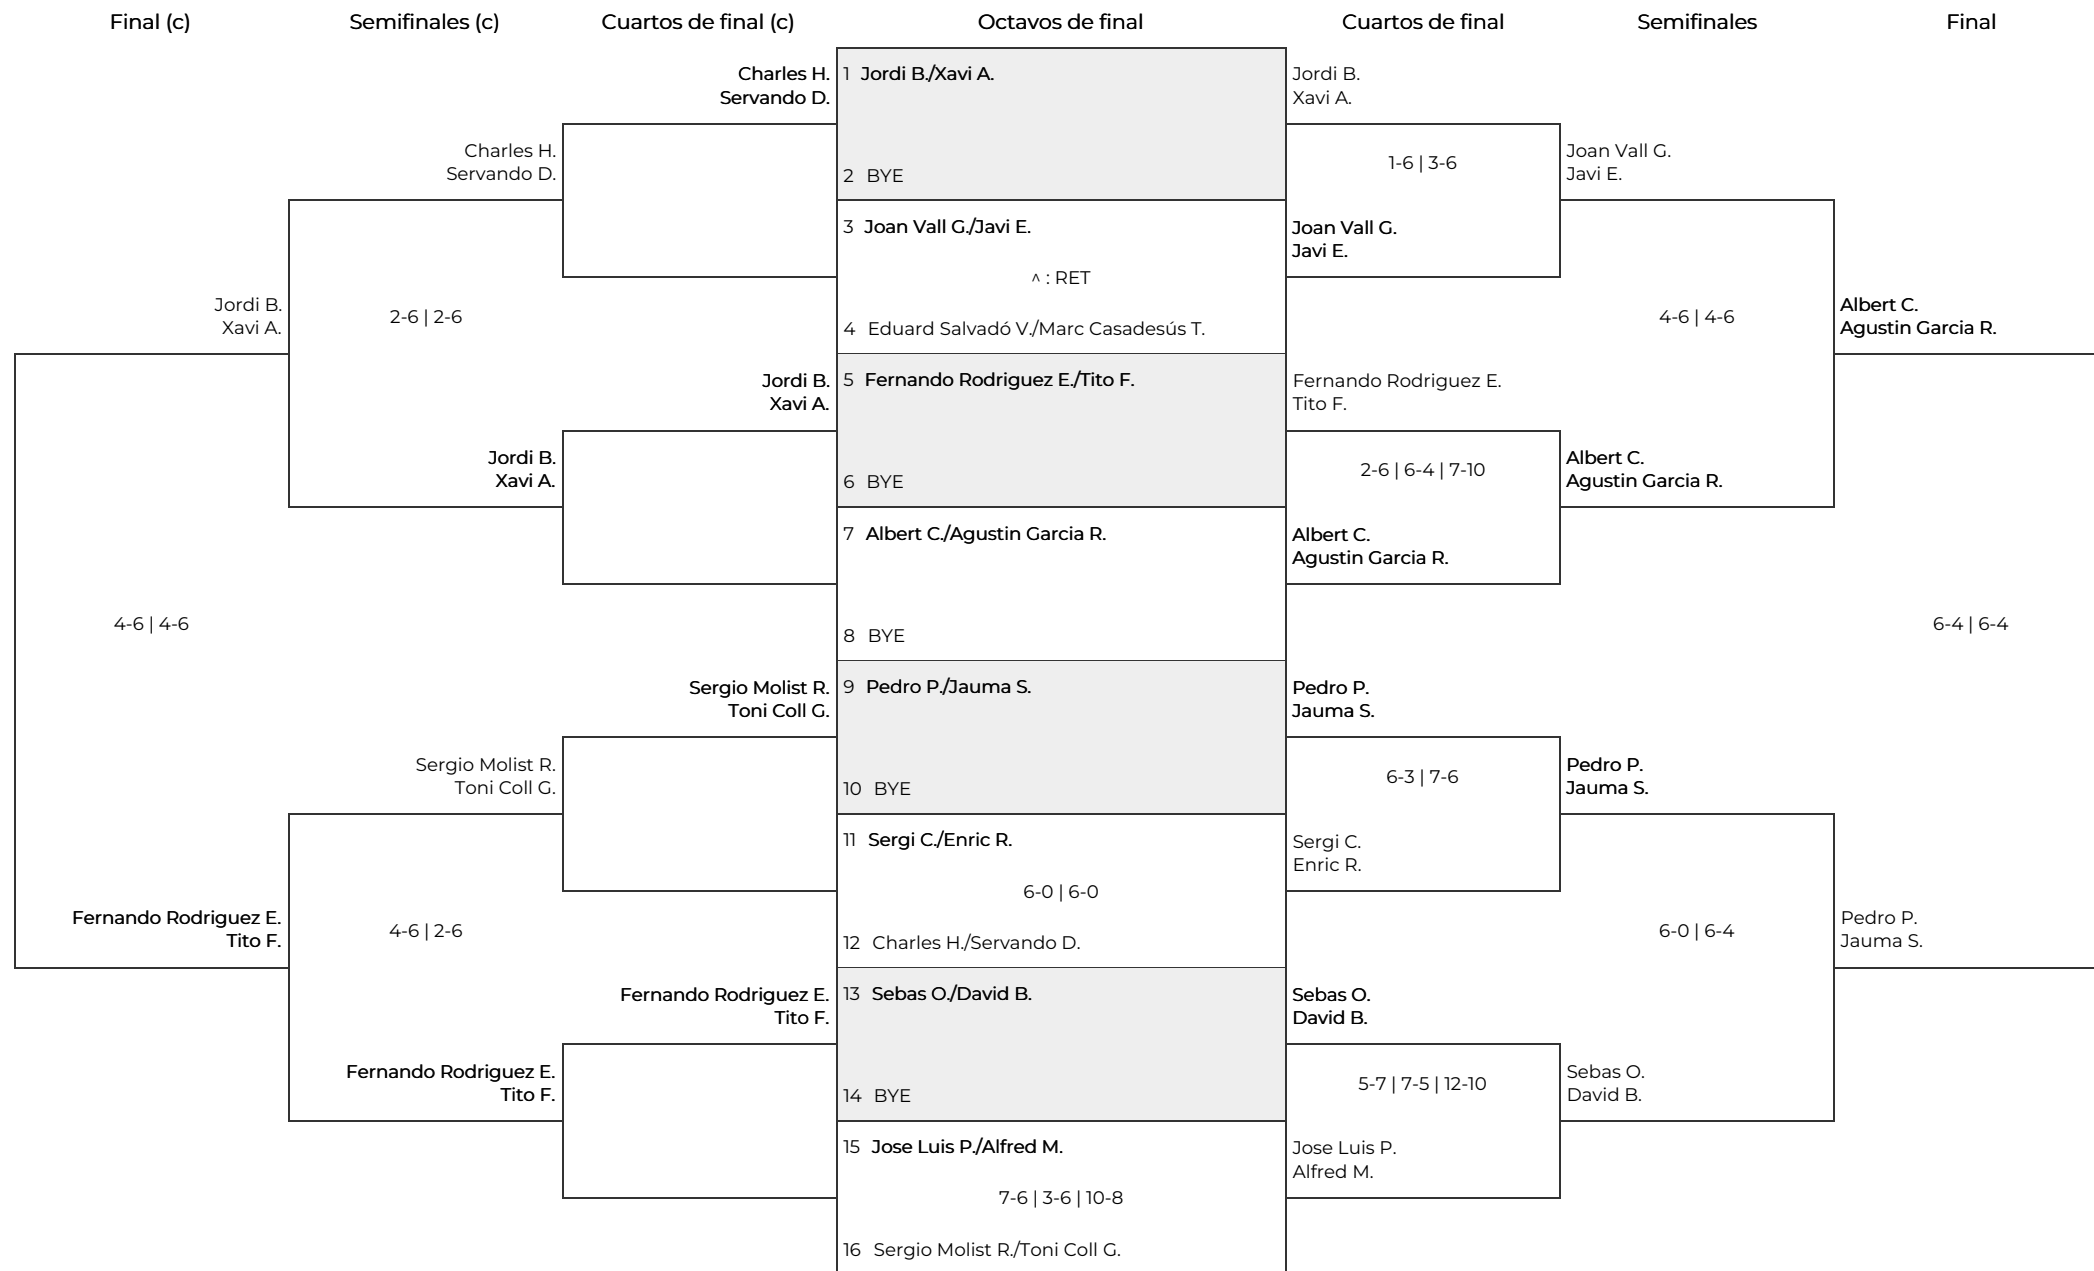 Final (c)
Semifinales (c)
Cuartos de final (c)
Octavos de final
Cuartos de final
Semifinales
Final
Charles H.
Servando D.
1 Jordi B./Xavi A.
Jordi B.
Xavi A.
Charles H.
Servando D.
2 BYE
1-6 | 3-6
Joan Vall G.
Javi E.
3 Joan Vall G./Javi E.
Joan Vall G.
Javi E.
^ : RET
Jordi B.
Xavi A.
2-6 | 2-6
4 Eduard Salvadó V./Marc Casadesús T.
4-6 | 4-6
Albert C.
Agustin Garcia R.
Jordi B.
Xavi A.
5 Fernando Rodriguez E./Tito F.
Fernando Rodriguez E.
Tito F.
Jordi B.
Xavi A.
6 BYE
2-6 | 6-4 | 7-10
Albert C.
Agustin Garcia R.
7 Albert C./Agustin Garcia R.
Albert C.
Agustin Garcia R.
4-6 | 4-6
8 BYE
6-4 | 6-4
Sergio Molist R.
Toni Coll G.
9 Pedro P./Jauma S.
Pedro P.
Jauma S.
Sergio Molist R.
Toni Coll G.
10 BYE
6-3 | 7-6
Pedro P.
Jauma S.
11 Sergi C./Enric R.
Sergi C.
Enric R.
6-0 | 6-0
Fernando Rodriguez E.
Tito F.
4-6 | 2-6
12 Charles H./Servando D.
6-0 | 6-4
Pedro P.
Jauma S.
Fernando Rodriguez E.
Tito F.
13 Sebas O./David B.
Sebas O.
David B.
Fernando Rodriguez E.
Tito F.
14 BYE
5-7 | 7-5 | 12-10
Sebas O.
David B.
15 Jose Luis P./Alfred M.
Jose Luis P.
Alfred M.
7-6 | 3-6 | 10-8
16 Sergio Molist R./Toni Coll G.